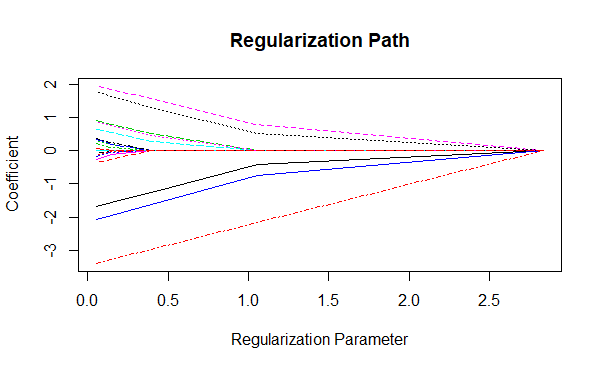 Regularization Path
2
1
0
-1
-2
-3
Coefficient
0.0 0.5 1.0 1.5 2.0 2.5
Regularization Parameter